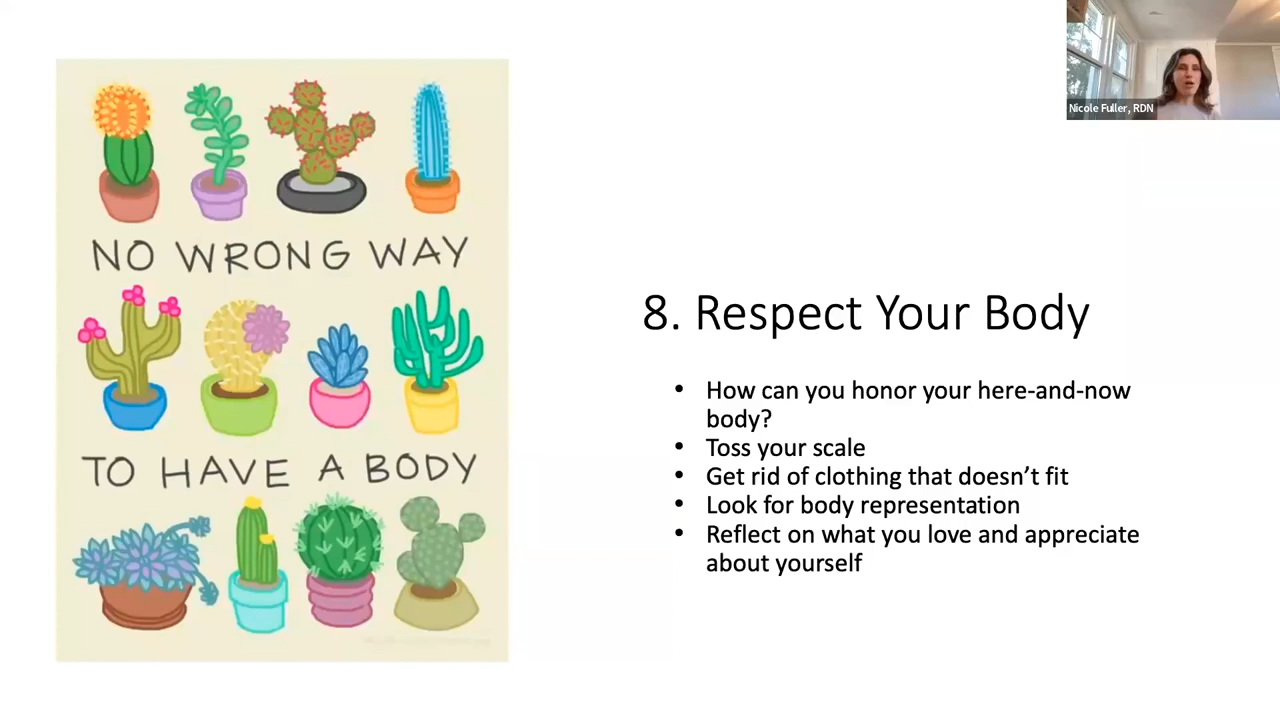 Nicole Fuller, RDN
NO WRONG WAY
TO HAVE A BODY
8. Respect Your Body
• How can you honor your here-and-now
body?
• Toss your scale
• Get rid of clothing that doesn’t fit
• Look for body representation
• Reflect on what you love and appreciate
about yourself